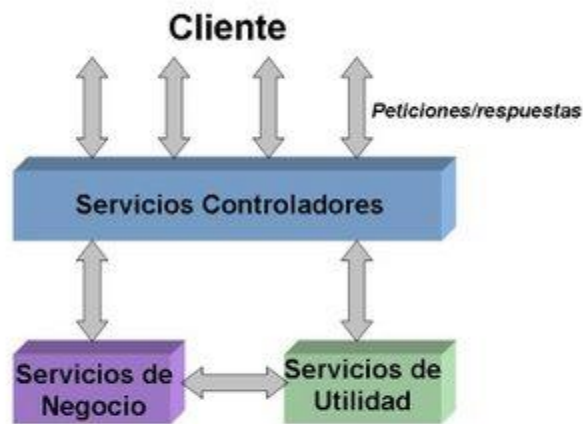 Cliente
Peticiones/respuestas
Servicios Controladores
Servicios de
Negocio
Servicios de
Utilidad